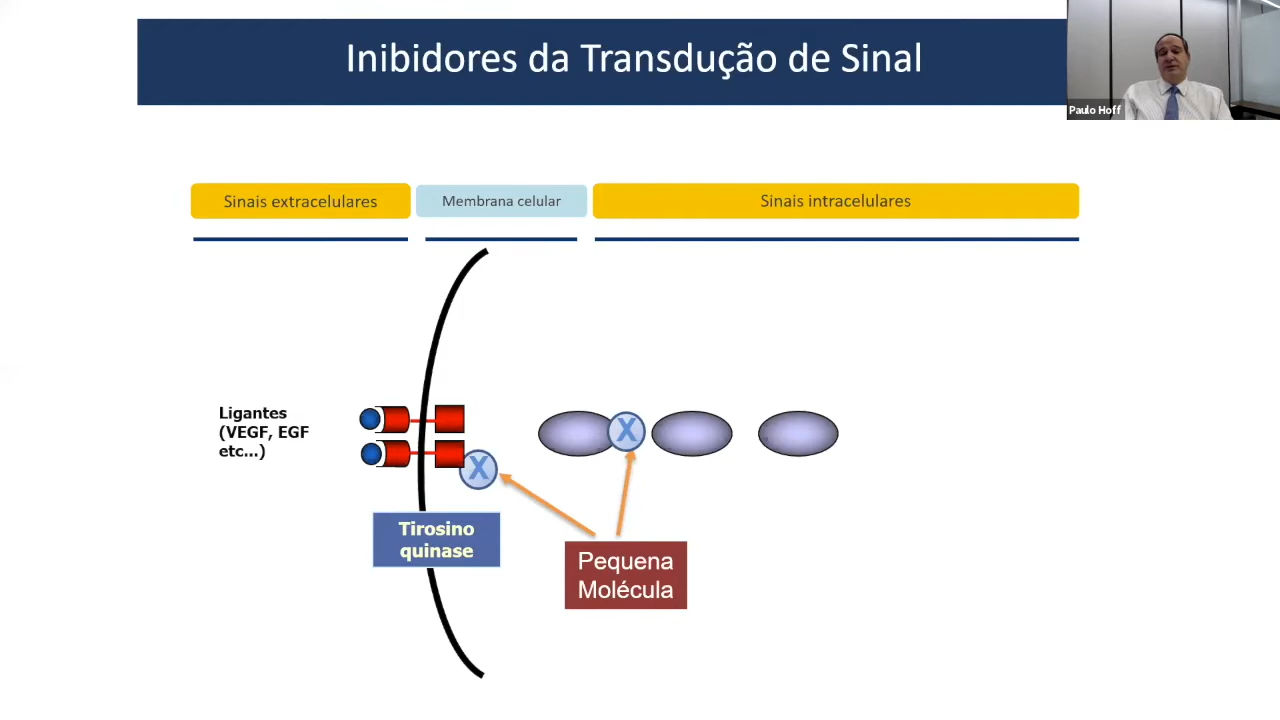 Inibidores da Transdução de Sinal
Paulo Hoff
Sinais extracelulares
Membrana celular
Sinais intracelulares
Ligantes
(VEGF, EGF
etc...)
X
X
Tirosino
quinase
Pequena
Molécula